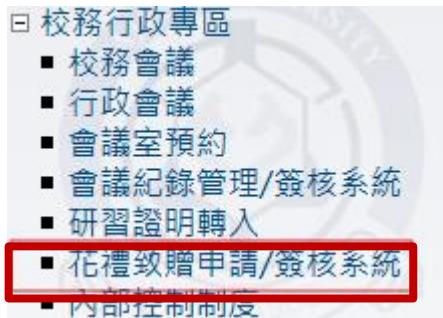 校務行政專區
校務會議
行政會議
會議室預約
會議紀錄管理/簽核系統
研習證明轉入
花禮致贈申請/簽核系統
內部控制制度